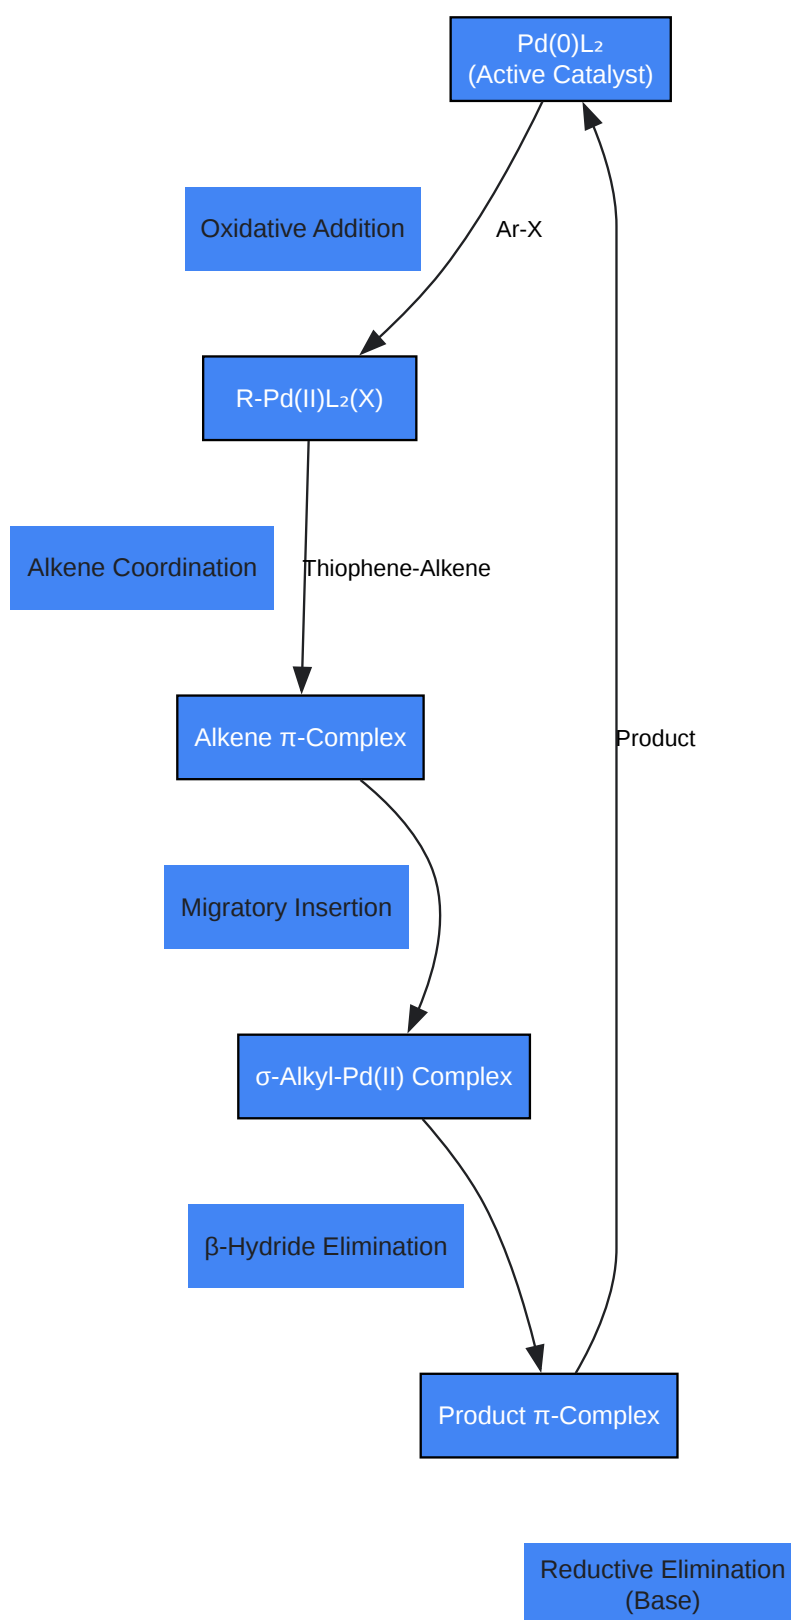 Pd(0)L₂
(Active Catalyst)
Oxidative Addition
Ar-X
R-Pd(II)L₂(X)
Alkene Coordination
Thiophene-Alkene
Alkene π-Complex
Product
Migratory Insertion
σ-Alkyl-Pd(II) Complex
β-Hydride Elimination
Product π-Complex
Reductive Elimination
(Base)